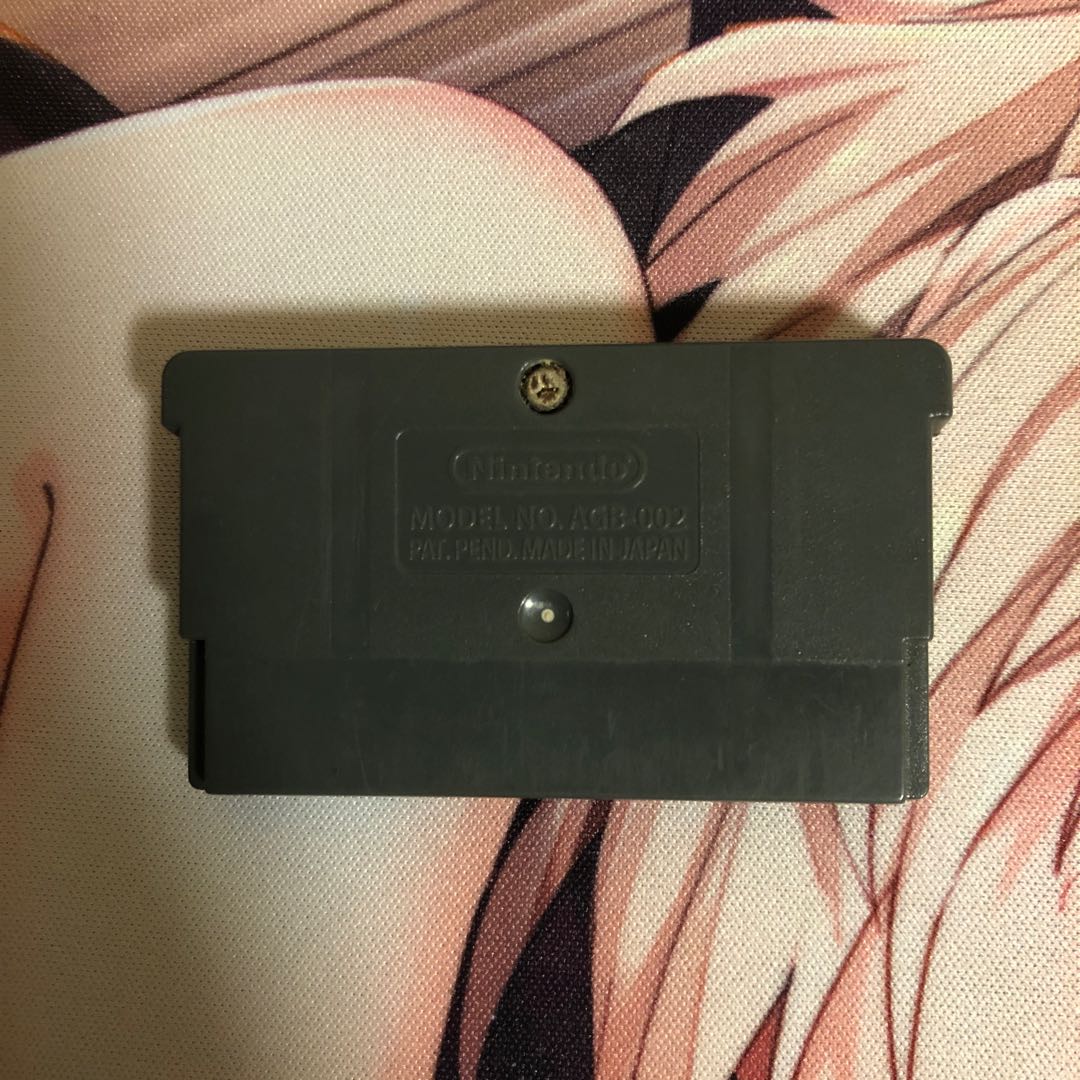 Nintendo
MODEL NO. AGB-002
PAT. PEND. MADE IN JAPAN